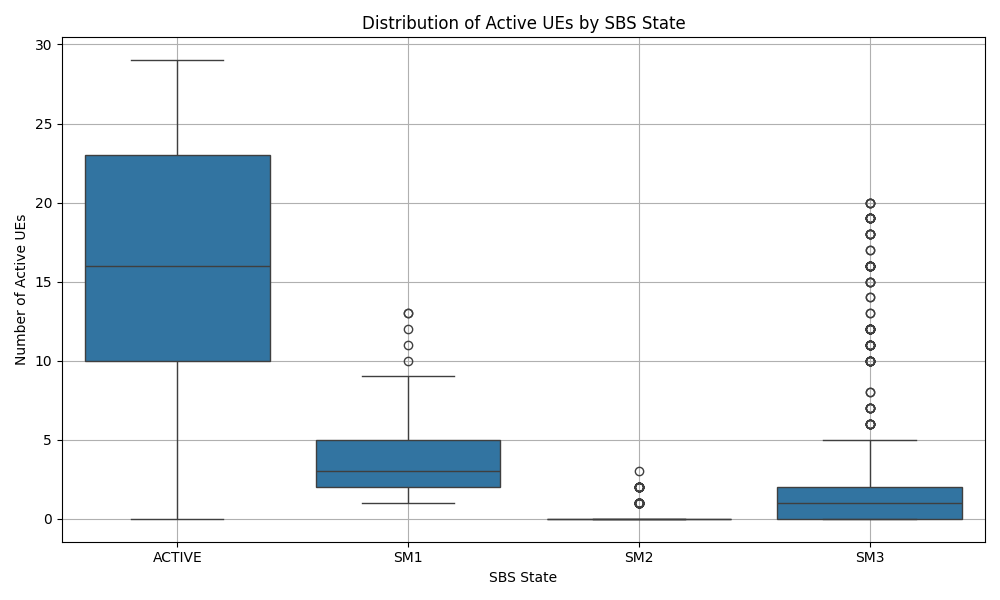 Distribution of Active UEs by SBS State
Number of Active UEs
30
25
20
15
10
5
0
ACTIVE SM1 SM2 SM3
SBS State